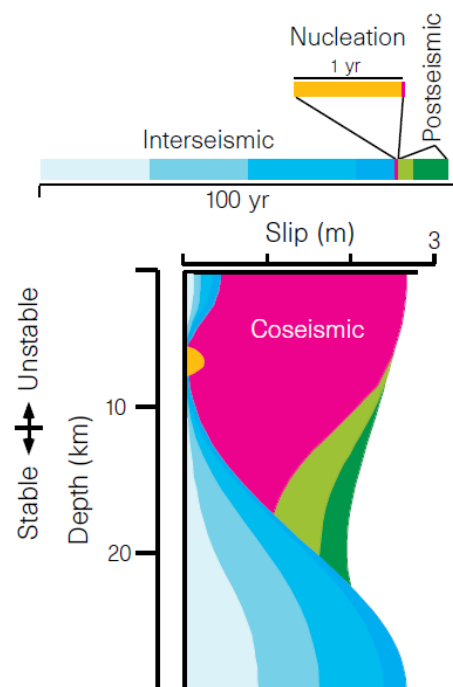 Nucleation
1 yr
Postseismic
Interseismic
100 yr
Slip (m)
3
Coseismic
Stable Unstable
Depth (km)
10
20